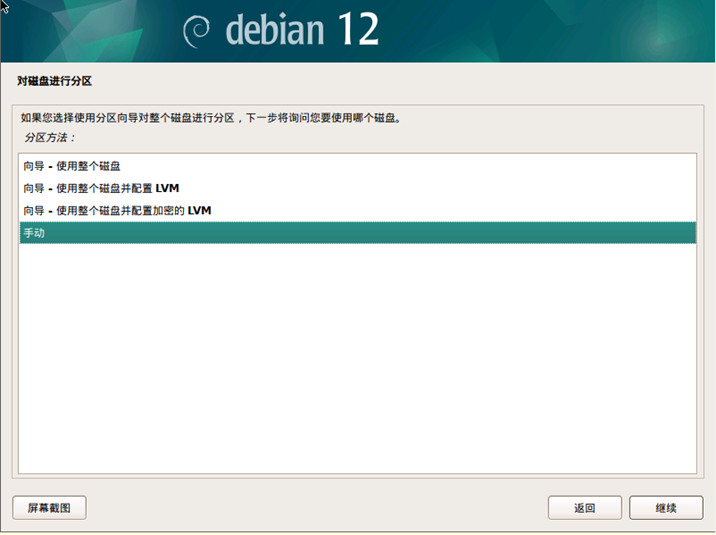 debian 12
对磁盘进行分区
如果您选择使用分区向导对整个磁盘进行分区，下一步将询问您要使用哪个磁盘。
分区方法：
向导 - 使用整个磁盘
向导 - 使用整个磁盘并配置 LVM
向导 - 使用整个磁盘并配置加密的 LVM
手动
屏幕截图
返回
继续